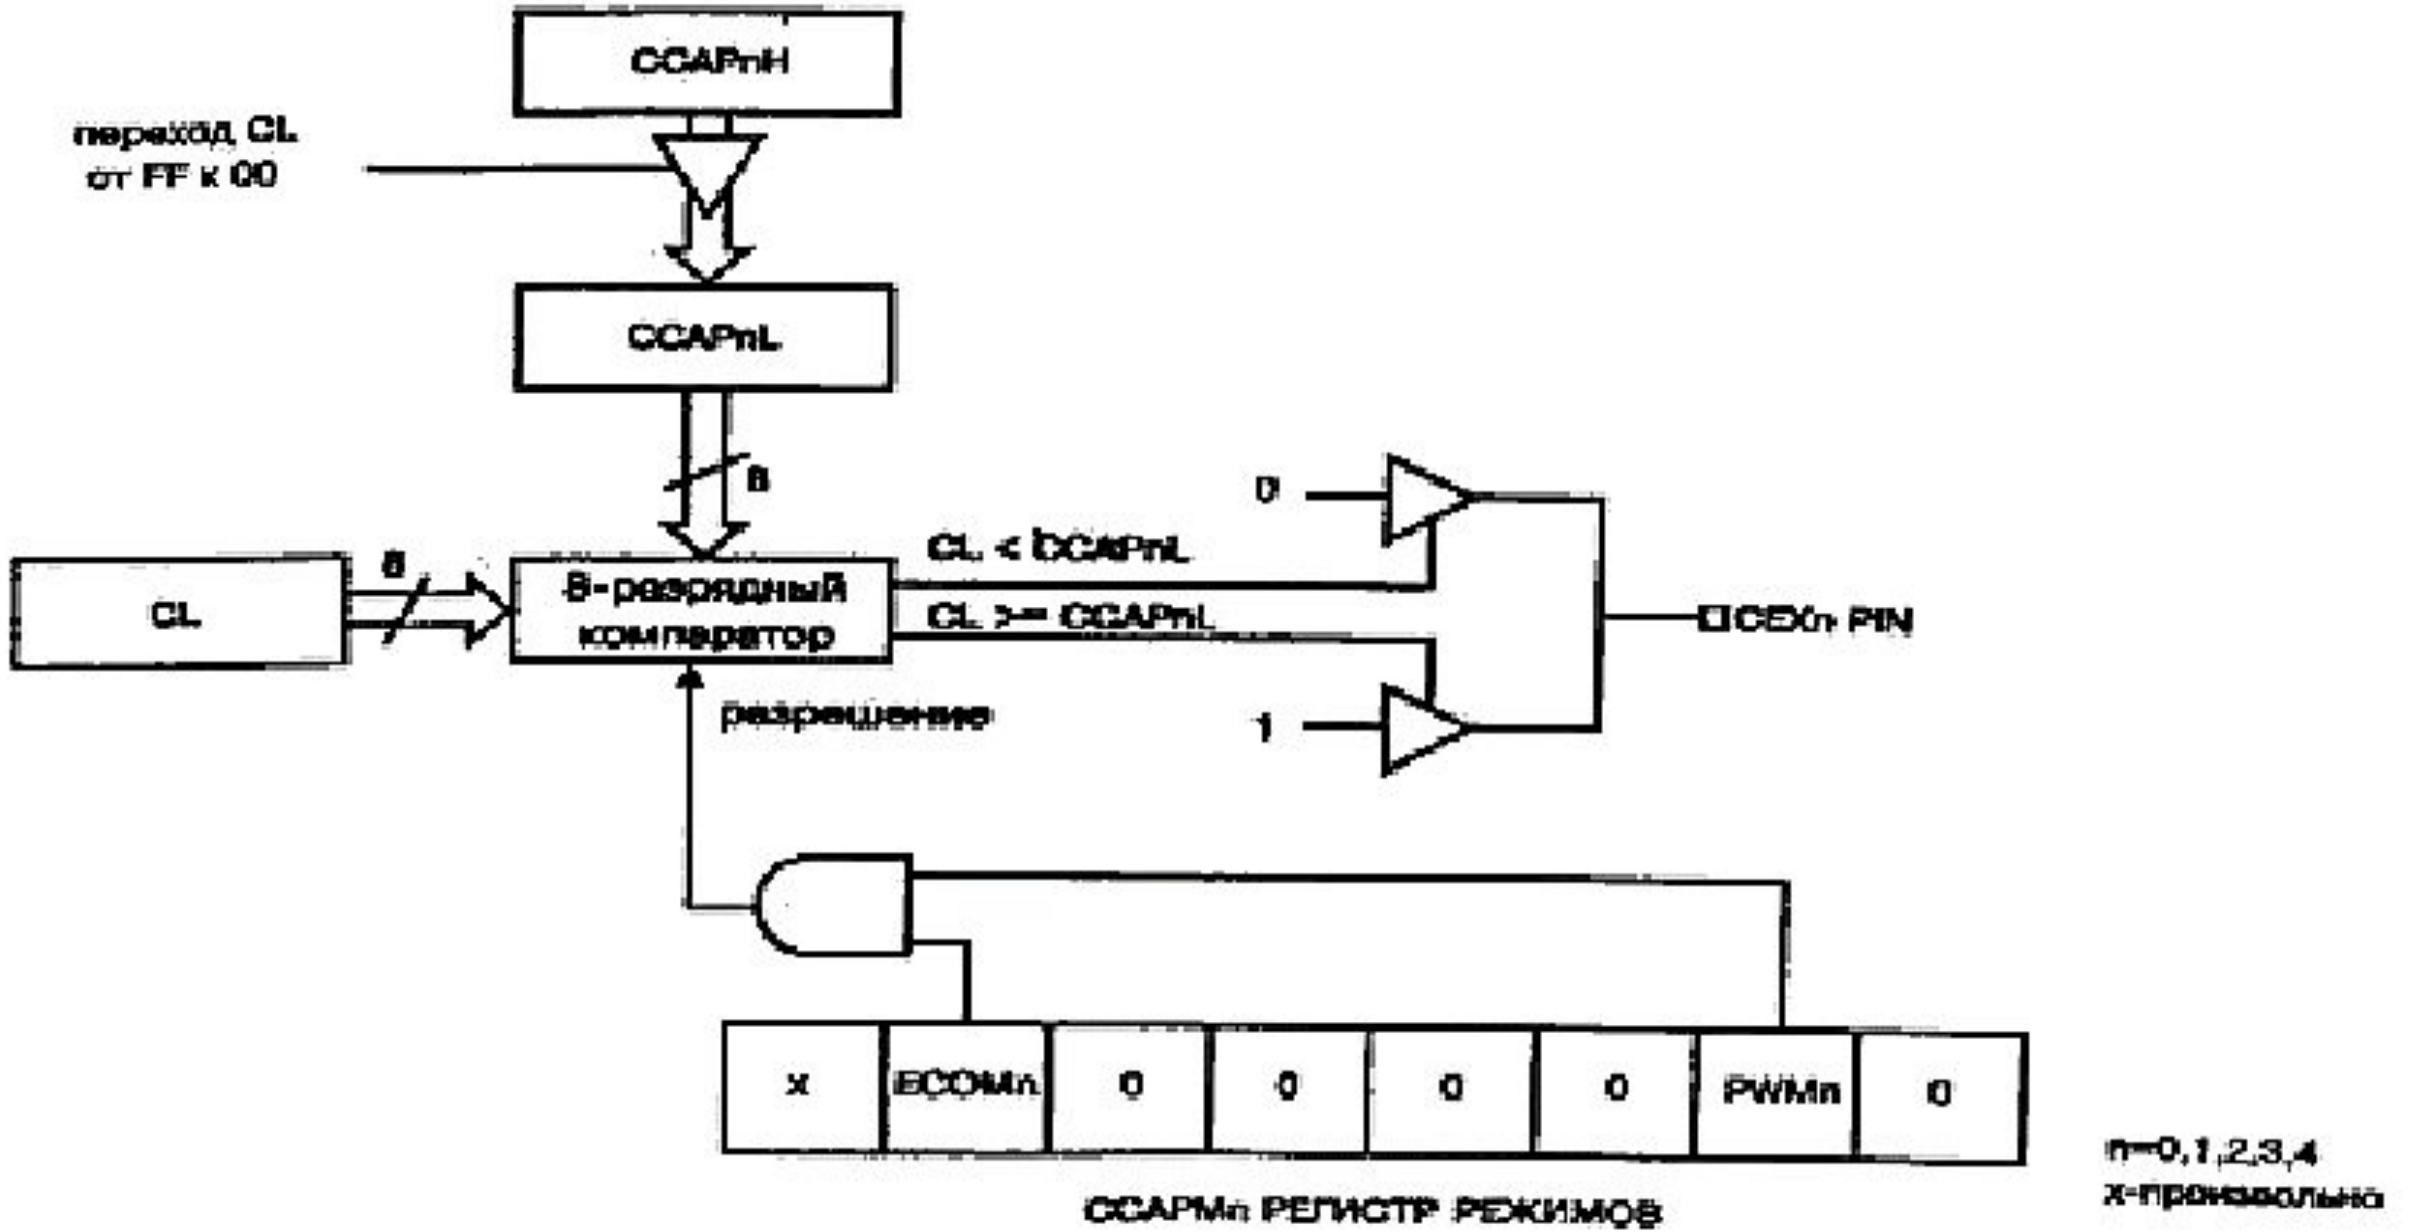 CCAPnH
переход CL
от FF к 00
CCAPnL
8
0
CL < CCAPnL
8
CL
8-разрядный
компаратор
CL >= CCAPnL
CEXn PIN
разрешение
1
x
ECOMn
0
0
0
0
PWMn
0
n=0,1,2,3,4
x-произвольно
CCAPMn РЕГИСТР РЕЖИМОВ